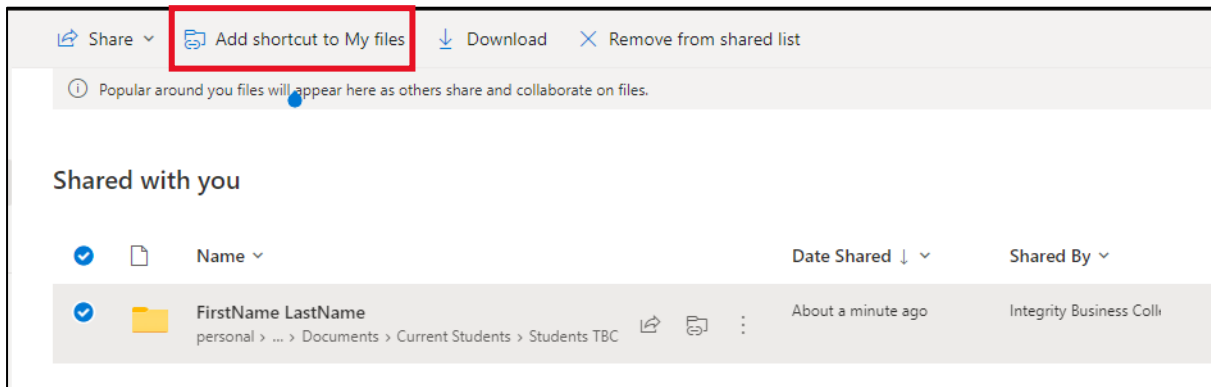 Share Add shortcut to My files Download Remove from shared list
Popular around you files will appear here as others share and collaborate on files.
Shared with you
Name Date Shared Shared By
FirstName LastName About a minute ago Integrity Business Coll
personal > ... > Documents > Current Students > Students TBC